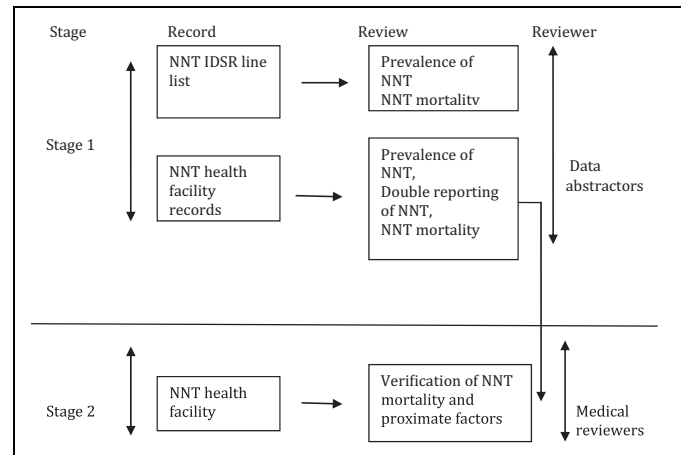 Stage Record Review Reviewer
NNT IDSR line
list
Prevalence of
NNT
NNT mortality
Stage 1
NNT health
facility
records
Prevalence of
NNT,
Double reporting
of NNT,
NNT mortality
Data
abstractors
Stage 2
NNT health
facility
Verification of NNT
mortality and
proximate factors
Medical
reviewers